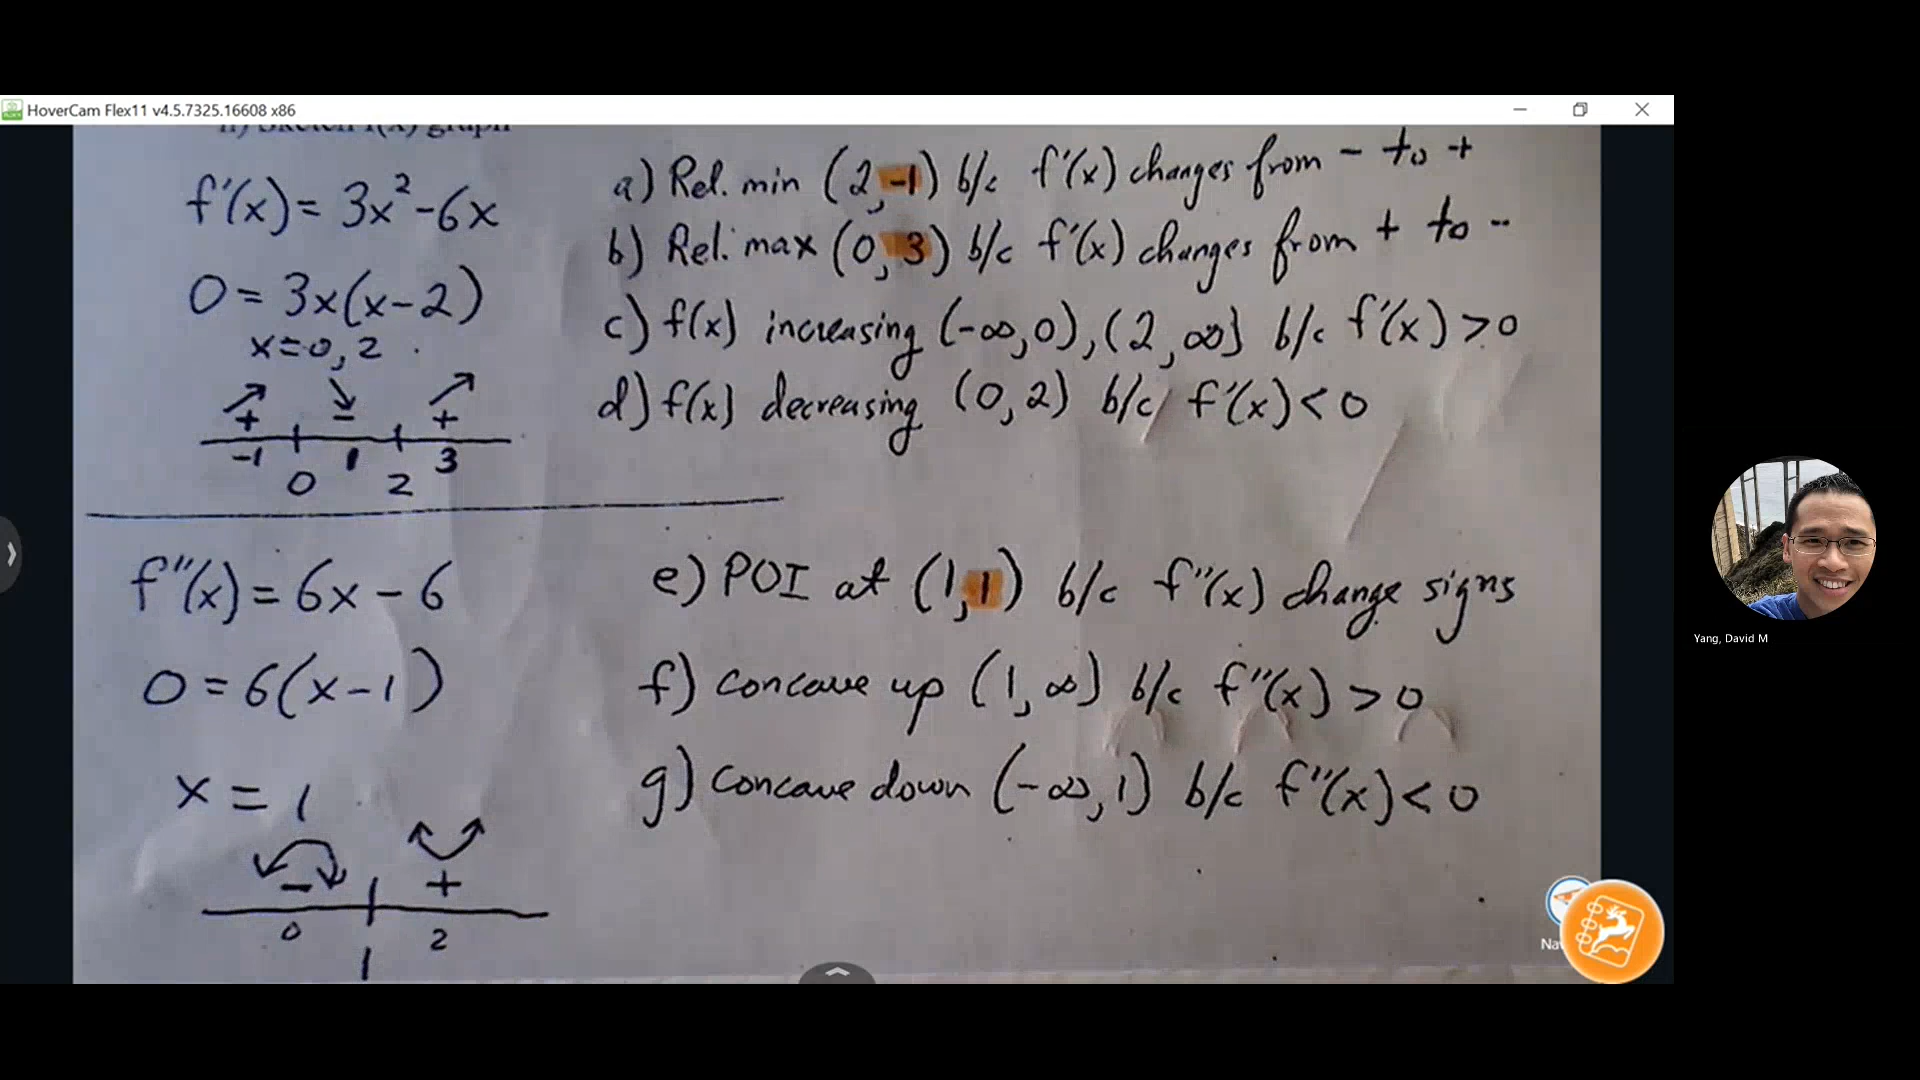 HoverCam Flex11 v4.5.7325.16608 x86
h) Sketch f(x) graph
f'(x) = 3x² - 6x
0 = 3x(x-2)
x = 0, 2
+ - +
-1 1 3
0 2
a) Rel. min (2, -1) b/c f'(x) changes from - to +
b) Rel. max (0, 3) b/c f'(x) changes from + to -
c) f(x) increasing (-∞, 0), (2, ∞) b/c f'(x) > 0
d) f(x) decreasing (0, 2) b/c f'(x) < 0
f"(x) = 6x - 6
0 = 6(x-1)
x = 1
- +
0 2
1
e) POI at (1, 1) b/c f"(x) change signs
f) concave up (1, ∞) b/c f"(x) > 0
g) concave down (-∞, 1) b/c f"(x) < 0
Yang, David M